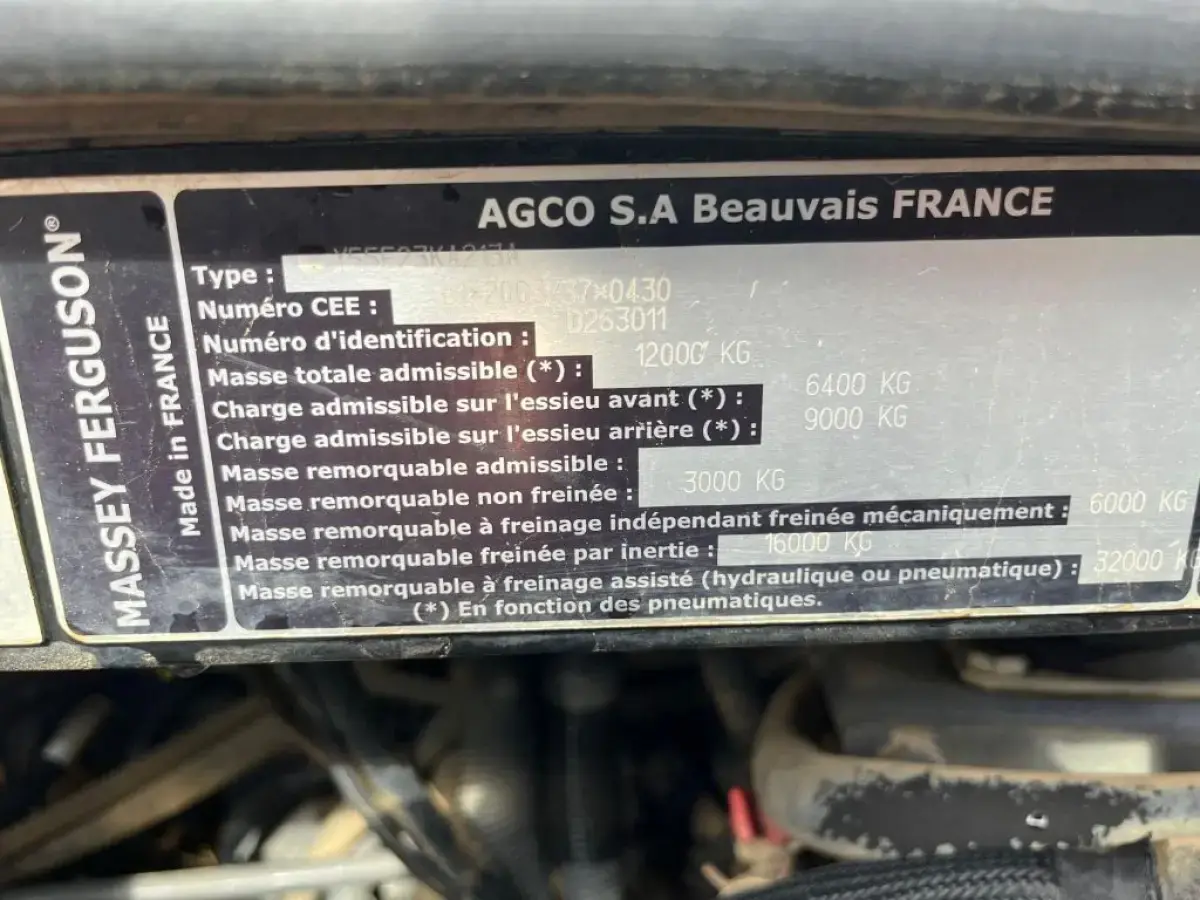 MASSEY FERGUSON®
Made in FRANCE
AGCO S.A Beauvais FRANCE
Type :
Numéro CEE : 37*0430
Numéro d'identification : D263011
Masse totale admissible (*) : 12000 KG
Charge admissible sur l'essieu avant (*) : 6400 KG
Charge admissible sur l'essieu arrière (*) : 9000 KG
Masse remorquable admissible :
Masse remorquable non freinée : 3000 KG
Masse remorquable à freinage indépendant freinée mécaniquement : 6000 KG
Masse remorquable freinée par inertie : 16000 KG
Masse remorquable à freinage assisté (hydraulique ou pneumatique) : 32000 KG
(*) En fonction des pneumatiques.